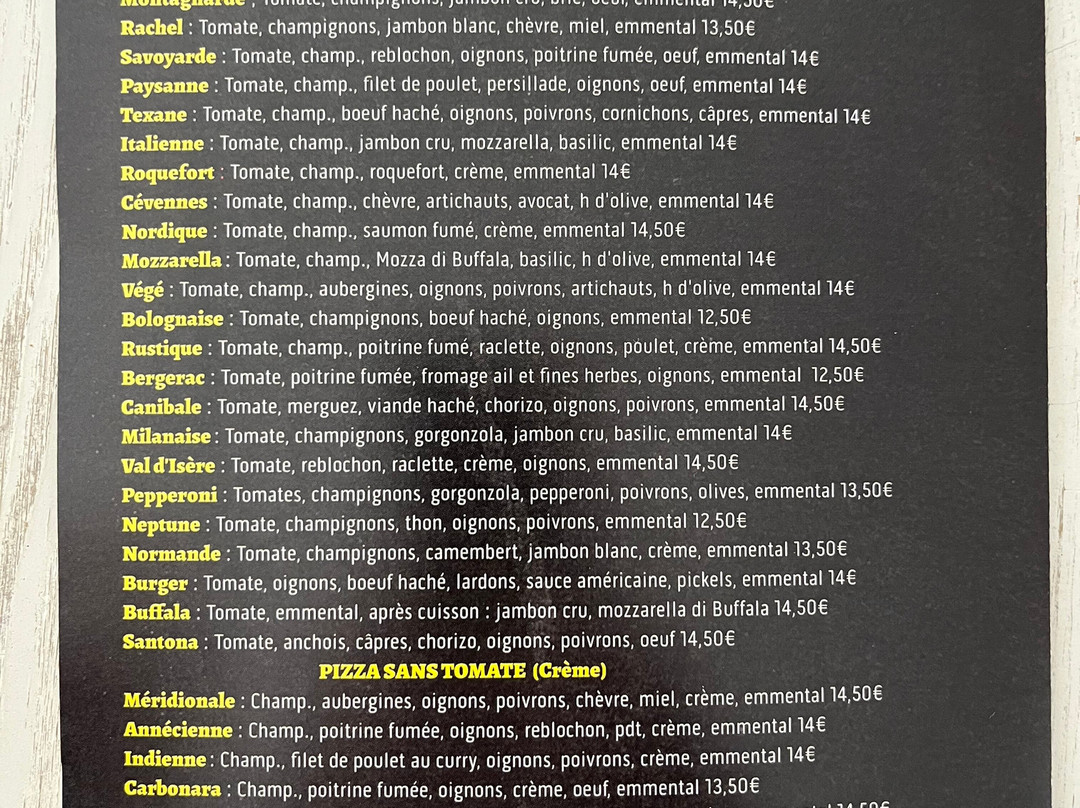 Montagnarde : Tomate, champignons, jambon cru, brie, oeuf, emmental 14,50€
Rachel : Tomate, champignons, jambon blanc, chèvre, miel, emmental 13,50€
Savoyarde : Tomate, champ., reblochon, oignons, poitrine fumée, oeuf, emmental 14€
Paysanne : Tomate, champ., filet de poulet, persillade, oignons, oeuf, emmental 14€
Texane : Tomate, champ., boeuf haché, oignons, poivrons, cornichons, câpres, emmental 14€
Italienne : Tomate, champ., jambon cru, mozzarella, basilic, emmental 14€
Roquefort : Tomate, champ., roquefort, crème, emmental 14€
Cévennes : Tomate, champ., chèvre, artichauts, avocat, h d'olive, emmental 14€
Nordique : Tomate, champ., saumon fumé, crème, emmental 14,50€
Mozzarella : Tomate, champ., Mozza di Buffala, basilic, h d'olive, emmental 14€
Végé : Tomate, champ., aubergines, oignons, poivrons, artichauts, h d'olive, emmental 14€
Bolognaise : Tomate, champignons, boeuf haché, oignons, emmental 12,50€
Rustique : Tomate, champ., poitrine fumé, raclette, oignons, poulet, crème, emmental 14,50€
Bergerac : Tomate, poitrine fumée, fromage ail et fines herbes, oignons, emmental 12,50€
Canibale : Tomate, merguez, viande haché, chorizo, oignons, poivrons, emmental 14,50€
Milanaise : Tomate, champignons, gorgonzola, jambon cru, basilic, emmental 14€
Val d'Isère : Tomate, reblochon, raclette, crème, oignons, emmental 14,50€
Pepperoni : Tomates, champignons, gorgonzola, pepperoni, poivrons, olives, emmental 13,50€
Neptune : Tomate, champignons, thon, oignons, poivrons, emmental 12,50€
Normande : Tomate, champignons, camembert, jambon blanc, crème, emmental 13,50€
Burger : Tomate, oignons, boeuf haché, lardons, sauce américaine, pickels, emmental 14€
Buffala : Tomate, emmental, après cuisson : jambon cru, mozzarella di Buffala 14,50€
Santona : Tomate, anchois, câpres, chorizo, oignons, poivrons, oeuf 14,50€
PIZZA SANS TOMATE (Crème)
Méridionale : Champ., aubergines, oignons, poivrons, chèvre, miel, crème, emmental 14,50€
Annécienne : Champ., poitrine fumée, oignons, reblochon, pdt, crème, emmental 14€
Indienne : Champ., filet de poulet au curry, oignons, poivrons, crème, emmental 14€
Carbonara : Champ., poitrine fumée, oignons, crème, oeuf, emmental 13,50€